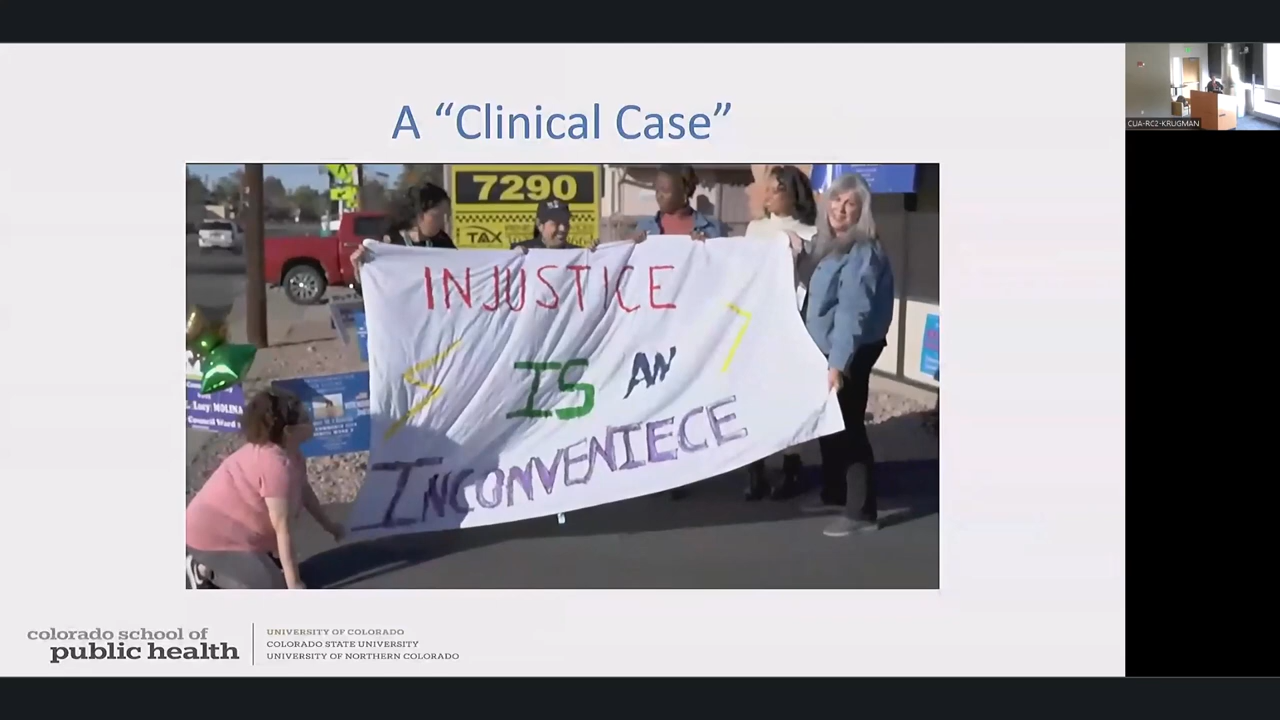 A “Clinical Case”
CUA-RC2-KRUGMAN
7290
TAX
INJUSTICE
IS AN
INCONVENIECE
Lucy MOLINA
Council Ward
colorado school of
public health
UNIVERSITY OF COLORADO
COLORADO STATE UNIVERSITY
UNIVERSITY OF NORTHERN COLORADO